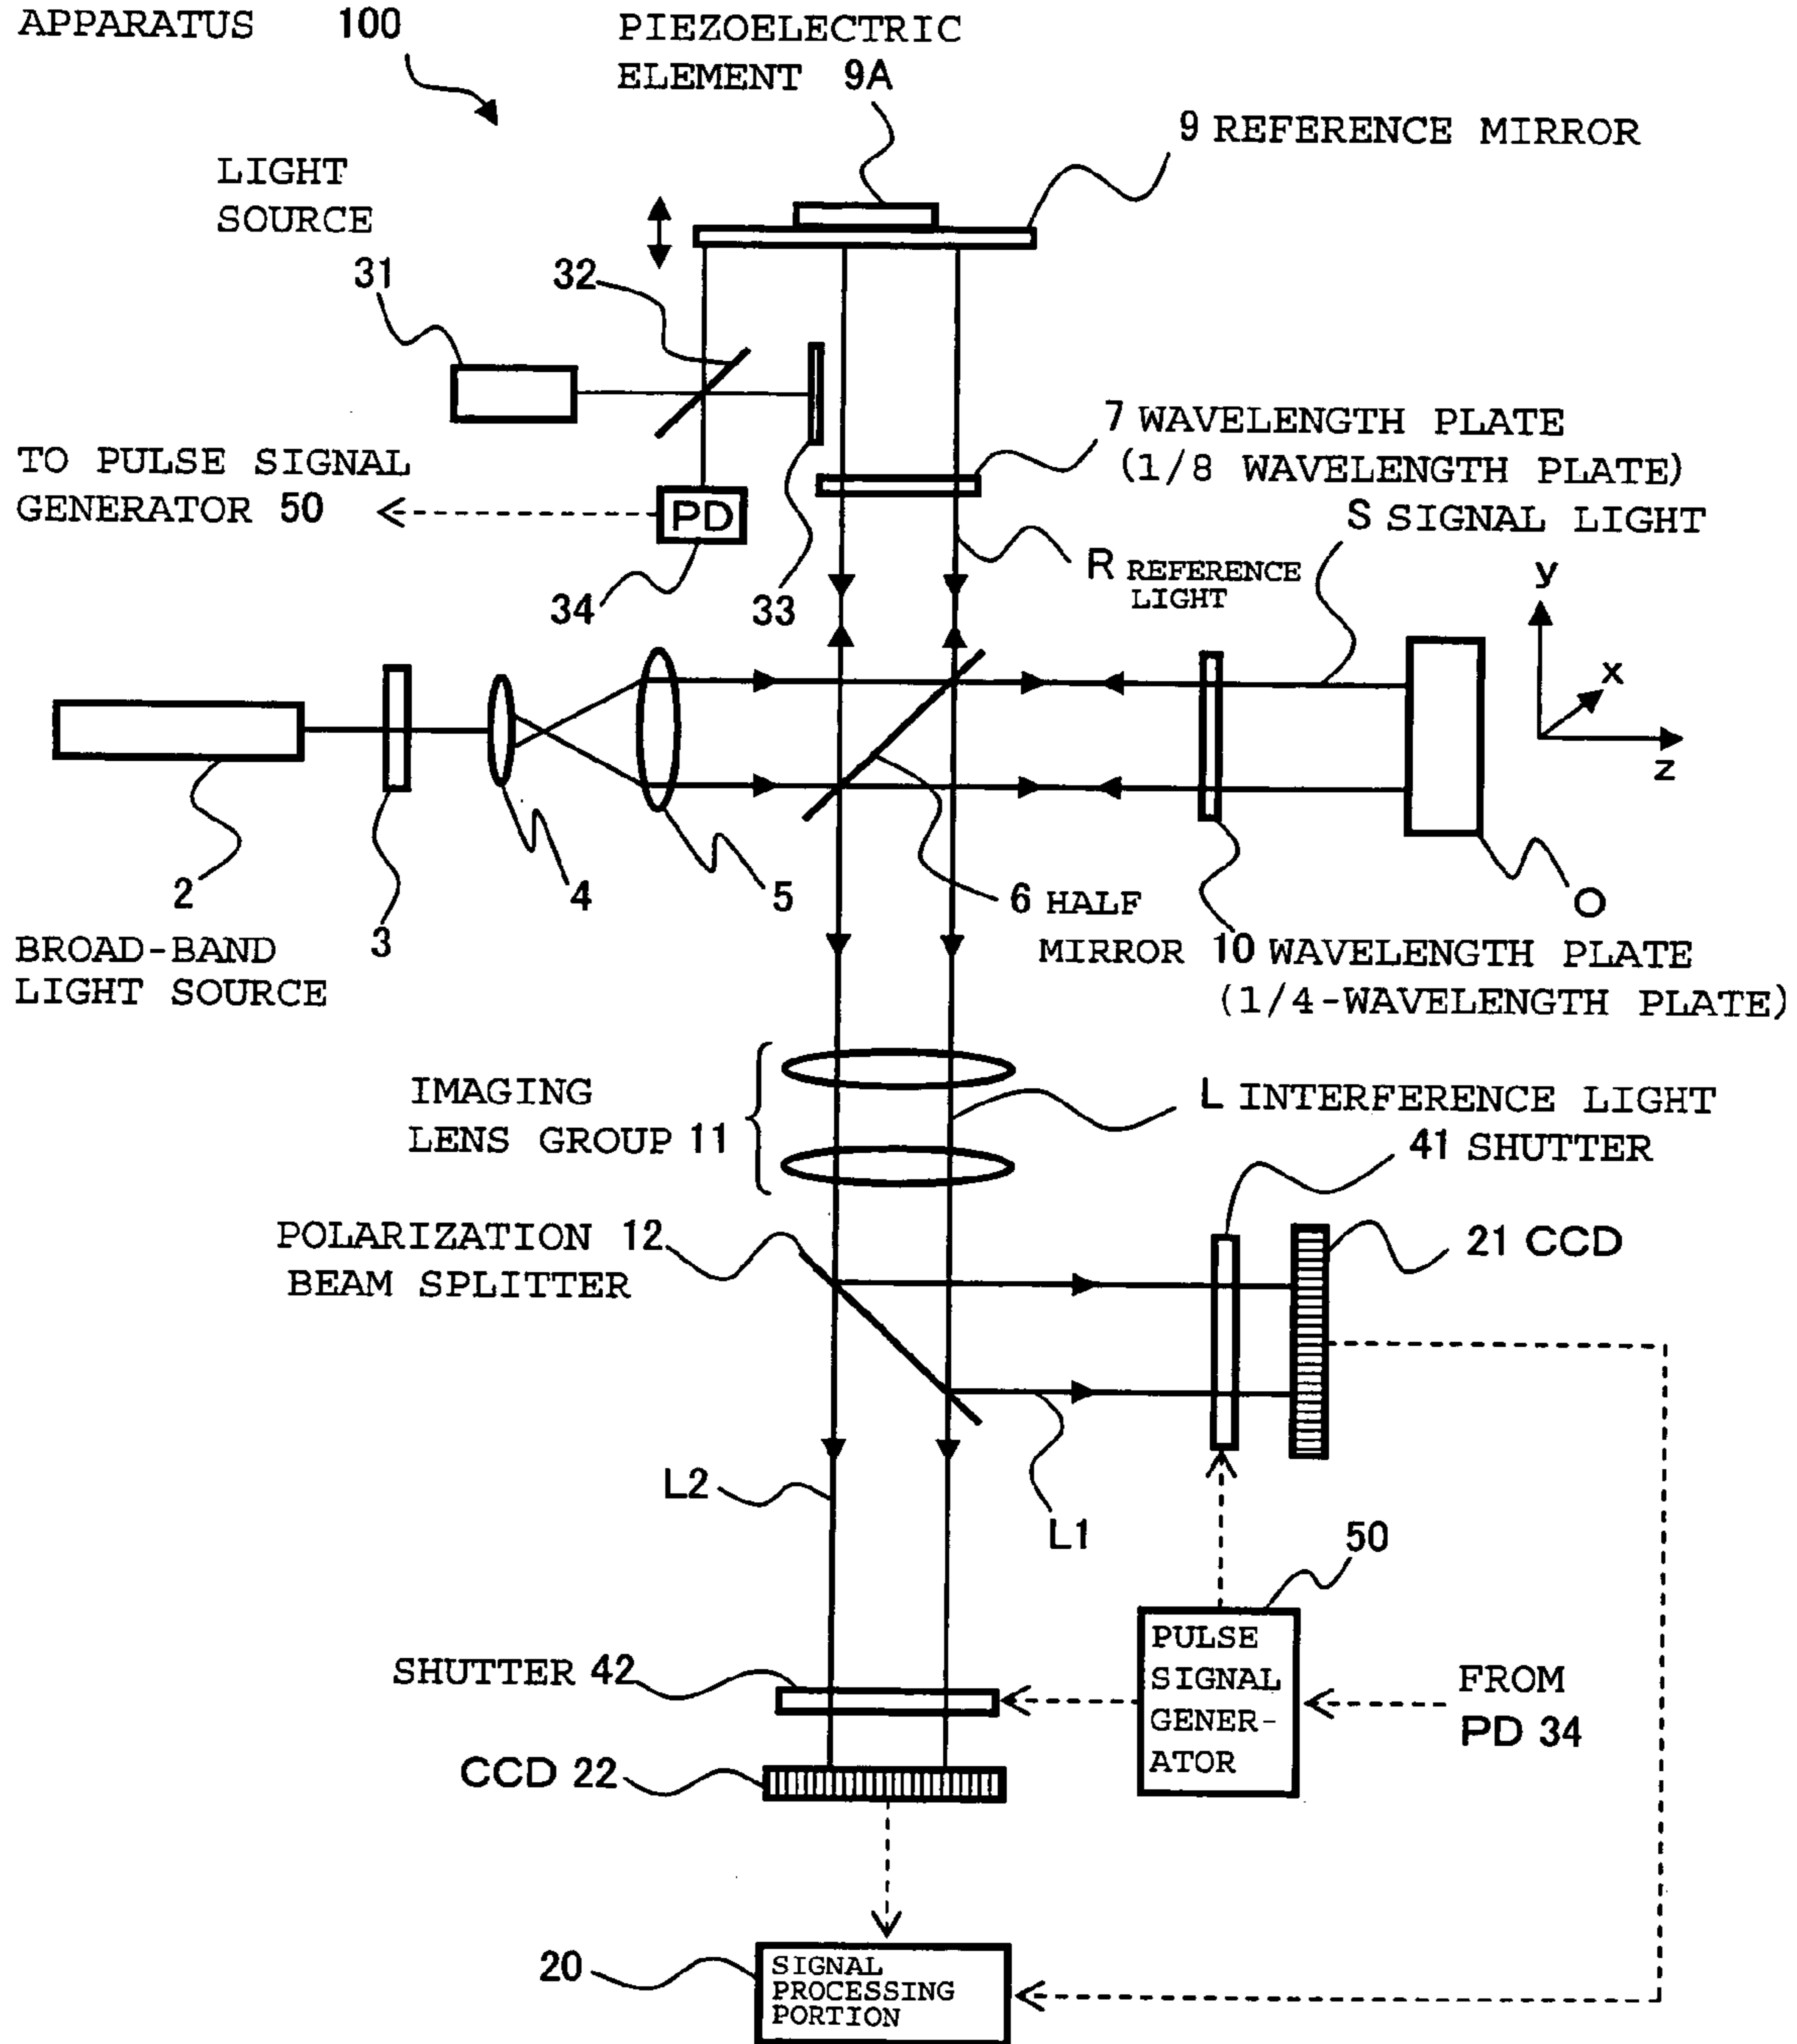 APPARATUS 100
PIEZOELECTRIC
ELEMENT 9A
9 REFERENCE MIRROR
LIGHT
SOURCE
31
32
7 WAVELENGTH PLATE
(1/8 WAVELENGTH PLATE)
TO PULSE SIGNAL
GENERATOR 50
PD
S SIGNAL LIGHT
R REFERENCE
LIGHT
34
33
y
x
z
2
3
4
5
6 HALF
MIRROR
O
BROAD-BAND
LIGHT SOURCE
10 WAVELENGTH PLATE
(1/4-WAVELENGTH PLATE)
IMAGING
LENS GROUP 11
L INTERFERENCE LIGHT
41 SHUTTER
POLARIZATION 12
BEAM SPLITTER
21 CCD
L2
L1
50
PULSE
SIGNAL
GENER-
ATOR
SHUTTER 42
FROM
PD 34
CCD 22
20
SIGNAL
PROCESSING
PORTION